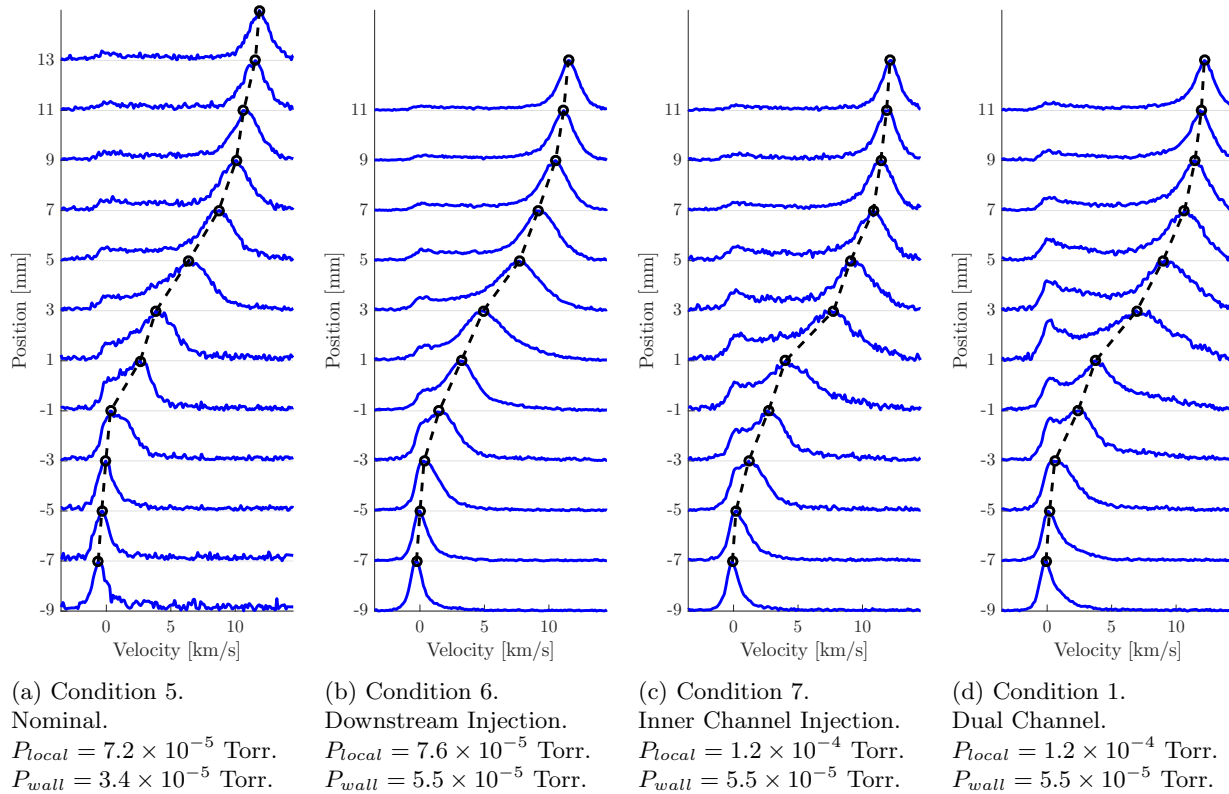 Position [mm]
13
11
9
7
5
3
1
-1
-3
-5
-7
-9
0 5 10
Velocity [km/s]
(a) Condition 5.
Nominal.
P_local = 7.2 × 10^−5 Torr.
P_wall = 3.4 × 10^−5 Torr.
Position [mm]
11
9
7
5
3
1
-1
-3
-5
-7
-9
0 5 10
Velocity [km/s]
(b) Condition 6.
Downstream Injection.
P_local = 7.6 × 10^−5 Torr.
P_wall = 5.5 × 10^−5 Torr.
Position [mm]
11
9
7
5
3
1
-1
-3
-5
-7
-9
0 5 10
Velocity [km/s]
(c) Condition 7.
Inner Channel Injection.
P_local = 1.2 × 10^−4 Torr.
P_wall = 5.5 × 10^−5 Torr.
Position [mm]
11
9
7
5
3
1
-1
-3
-5
-7
-9
0 5 10
Velocity [km/s]
(d) Condition 1.
Dual Channel.
P_local = 1.2 × 10^−4 Torr.
P_wall = 5.5 × 10^−5 Torr.